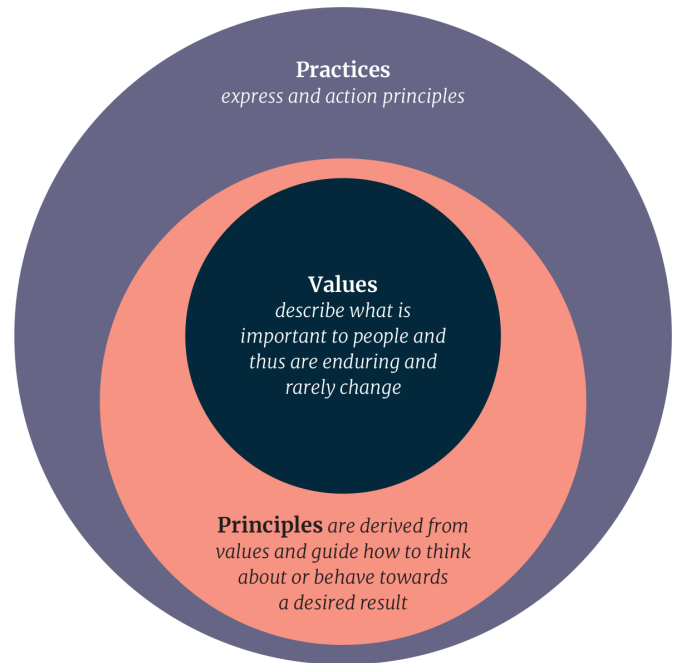 Practices
express and action principles
Values
describe what is
important to people and
thus are enduring and
rarely change
Principles are derived from
values and guide how to think
about or behave towards
a desired result